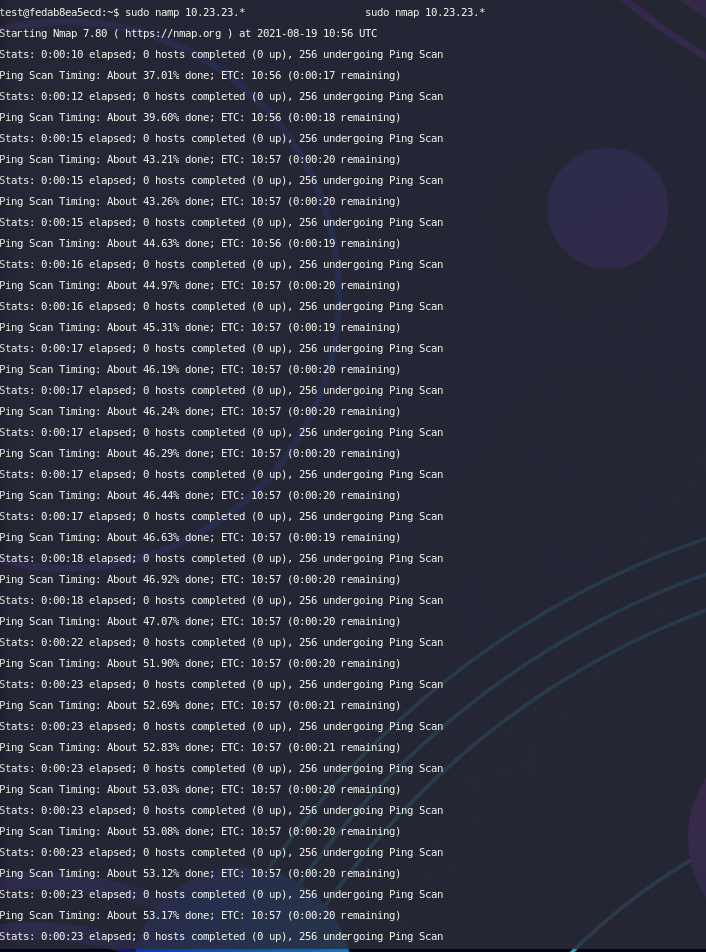 test@fedab8ea5ecd:~$ sudo namp 10.23.23.*                    sudo nmap 10.23.23.*
Starting Nmap 7.80 ( https://nmap.org ) at 2021-08-19 10:56 UTC
Stats: 0:00:10 elapsed; 0 hosts completed (0 up), 256 undergoing Ping Scan
Ping Scan Timing: About 37.01% done; ETC: 10:56 (0:00:17 remaining)
Stats: 0:00:12 elapsed; 0 hosts completed (0 up), 256 undergoing Ping Scan
Ping Scan Timing: About 39.60% done; ETC: 10:56 (0:00:18 remaining)
Stats: 0:00:15 elapsed; 0 hosts completed (0 up), 256 undergoing Ping Scan
Ping Scan Timing: About 43.21% done; ETC: 10:57 (0:00:20 remaining)
Stats: 0:00:15 elapsed; 0 hosts completed (0 up), 256 undergoing Ping Scan
Ping Scan Timing: About 43.26% done; ETC: 10:57 (0:00:20 remaining)
Stats: 0:00:15 elapsed; 0 hosts completed (0 up), 256 undergoing Ping Scan
Ping Scan Timing: About 44.63% done; ETC: 10:56 (0:00:19 remaining)
Stats: 0:00:16 elapsed; 0 hosts completed (0 up), 256 undergoing Ping Scan
Ping Scan Timing: About 44.97% done; ETC: 10:57 (0:00:20 remaining)
Stats: 0:00:16 elapsed; 0 hosts completed (0 up), 256 undergoing Ping Scan
Ping Scan Timing: About 45.31% done; ETC: 10:57 (0:00:19 remaining)
Stats: 0:00:17 elapsed; 0 hosts completed (0 up), 256 undergoing Ping Scan
Ping Scan Timing: About 46.19% done; ETC: 10:57 (0:00:20 remaining)
Stats: 0:00:17 elapsed; 0 hosts completed (0 up), 256 undergoing Ping Scan
Ping Scan Timing: About 46.24% done; ETC: 10:57 (0:00:20 remaining)
Stats: 0:00:17 elapsed; 0 hosts completed (0 up), 256 undergoing Ping Scan
Ping Scan Timing: About 46.29% done; ETC: 10:57 (0:00:20 remaining)
Stats: 0:00:17 elapsed; 0 hosts completed (0 up), 256 undergoing Ping Scan
Ping Scan Timing: About 46.44% done; ETC: 10:57 (0:00:20 remaining)
Stats: 0:00:17 elapsed; 0 hosts completed (0 up), 256 undergoing Ping Scan
Ping Scan Timing: About 46.63% done; ETC: 10:57 (0:00:19 remaining)
Stats: 0:00:18 elapsed; 0 hosts completed (0 up), 256 undergoing Ping Scan
Ping Scan Timing: About 46.92% done; ETC: 10:57 (0:00:20 remaining)
Stats: 0:00:18 elapsed; 0 hosts completed (0 up), 256 undergoing Ping Scan
Ping Scan Timing: About 47.07% done; ETC: 10:57 (0:00:20 remaining)
Stats: 0:00:22 elapsed; 0 hosts completed (0 up), 256 undergoing Ping Scan
Ping Scan Timing: About 51.90% done; ETC: 10:57 (0:00:20 remaining)
Stats: 0:00:23 elapsed; 0 hosts completed (0 up), 256 undergoing Ping Scan
Ping Scan Timing: About 52.69% done; ETC: 10:57 (0:00:21 remaining)
Stats: 0:00:23 elapsed; 0 hosts completed (0 up), 256 undergoing Ping Scan
Ping Scan Timing: About 52.83% done; ETC: 10:57 (0:00:21 remaining)
Stats: 0:00:23 elapsed; 0 hosts completed (0 up), 256 undergoing Ping Scan
Ping Scan Timing: About 53.03% done; ETC: 10:57 (0:00:20 remaining)
Stats: 0:00:23 elapsed; 0 hosts completed (0 up), 256 undergoing Ping Scan
Ping Scan Timing: About 53.08% done; ETC: 10:57 (0:00:20 remaining)
Stats: 0:00:23 elapsed; 0 hosts completed (0 up), 256 undergoing Ping Scan
Ping Scan Timing: About 53.12% done; ETC: 10:57 (0:00:20 remaining)
Stats: 0:00:23 elapsed; 0 hosts completed (0 up), 256 undergoing Ping Scan
Ping Scan Timing: About 53.17% done; ETC: 10:57 (0:00:20 remaining)
Stats: 0:00:23 elapsed; 0 hosts completed (0 up), 256 undergoing Ping Scan